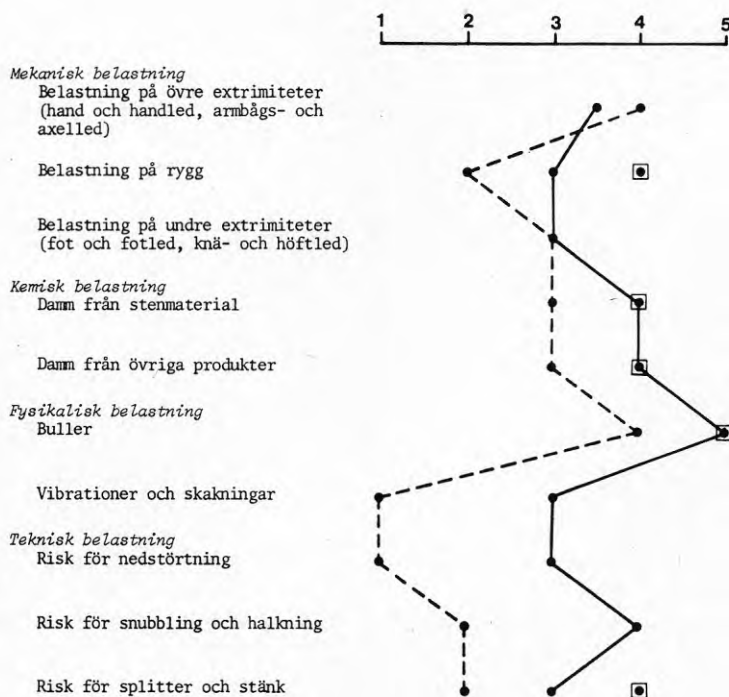 1 2 3 4 5
Mekanisk belastning
Belastning på övre extrimiteter
(hand och handled, armbågs- och
axelled)
Belastning på rygg
Belastning på undre extrimiteter
(fot och fotled, knä- och höftled)
Kemisk belastning
Damm från stenmaterial
Damm från övriga produkter
Fysikalisk belastning
Buller
Vibrationer och skakningar
Teknisk belastning
Risk för nedstörtning
Risk för snubbling och halkning
Risk för splitter och stänk